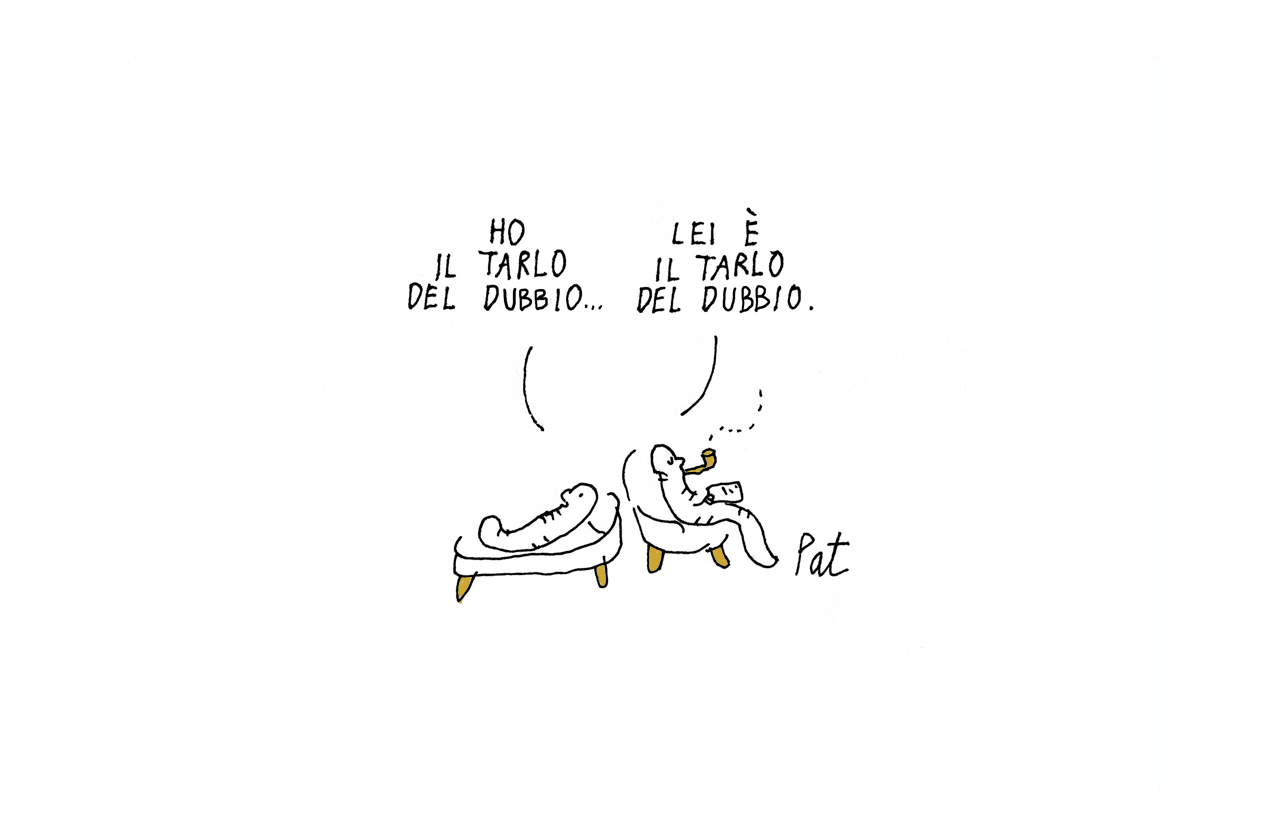 HO
IL TARLO
DEL DUBBIO...
LEI È
IL TARLO
DEL DUBBIO.
Pat